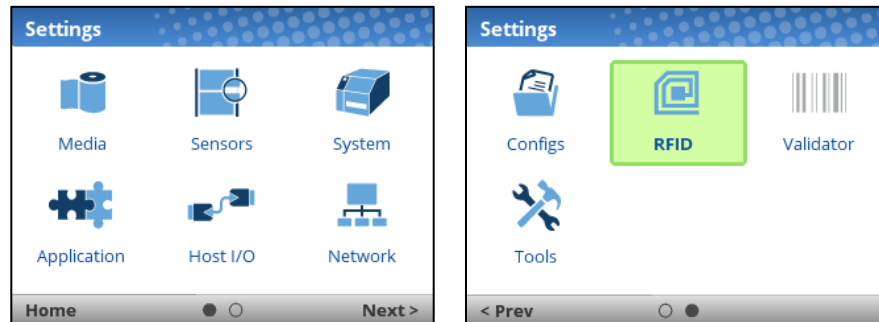 Settings
Media Sensors System
Application Host I/O Network
Home Next >
Settings
Configs RFID Validator
Tools
< Prev